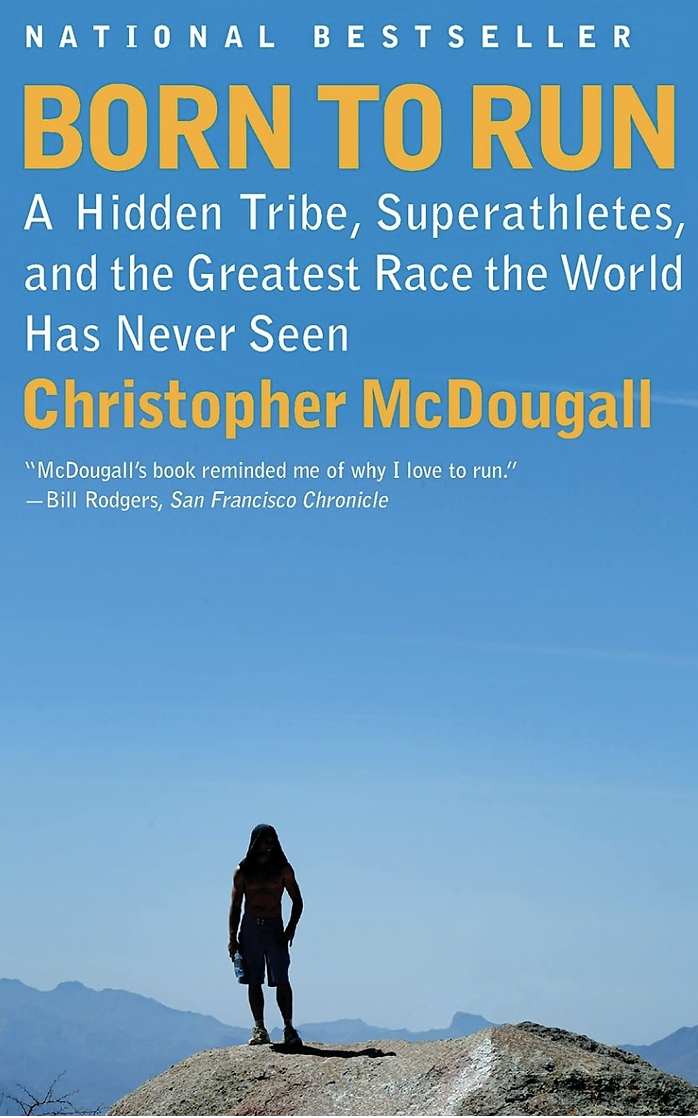 NATIONAL BESTSELLER
BORN TO RUN
A Hidden Tribe, Superathletes,
and the Greatest Race the World
Has Never Seen
Christopher McDougall
“McDougall’s book reminded me of why I love to run.”
—Bill Rodgers, San Francisco Chronicle